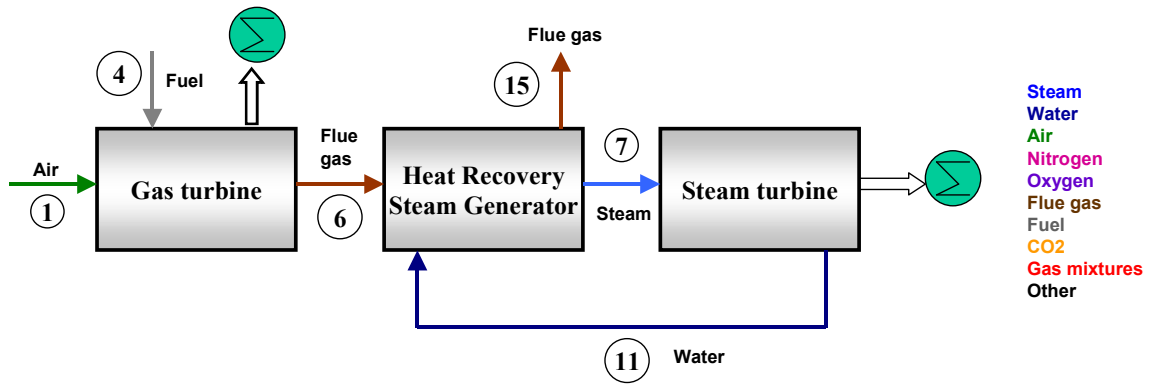 Σ
4
Fuel
Flue gas
15
Air
1
Gas turbine
Flue
gas
6
Heat Recovery
Steam Generator
7
Steam
Steam turbine
Σ
11
Water
Steam
Water
Air
Nitrogen
Oxygen
Flue gas
Fuel
CO2
Gas mixtures
Other